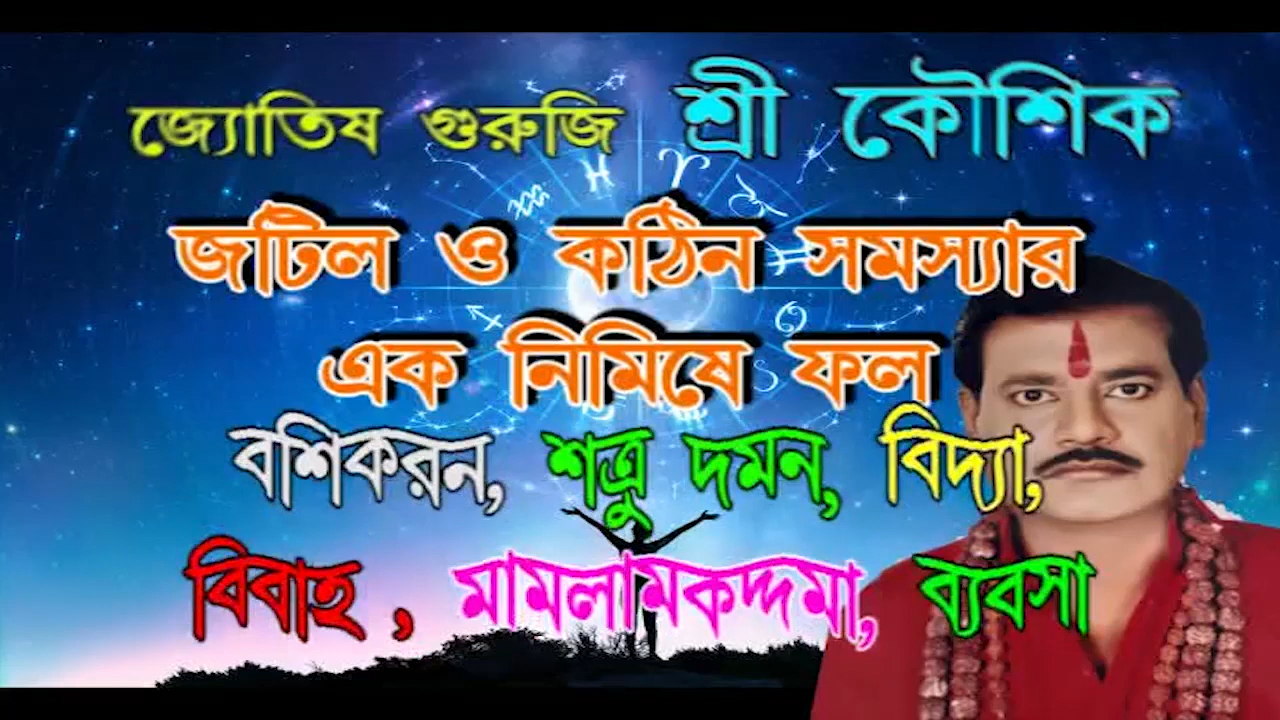 জ্যোতিষ গুরুজি শ্রী কৌশিক
জটিল ও কঠিন সমস্যার
এক নিমিষে ফল
বশিকরন, শত্রু দমন, বিদ্যা,
বিবাহ , মামলামকদ্দমা, ব্যবসা